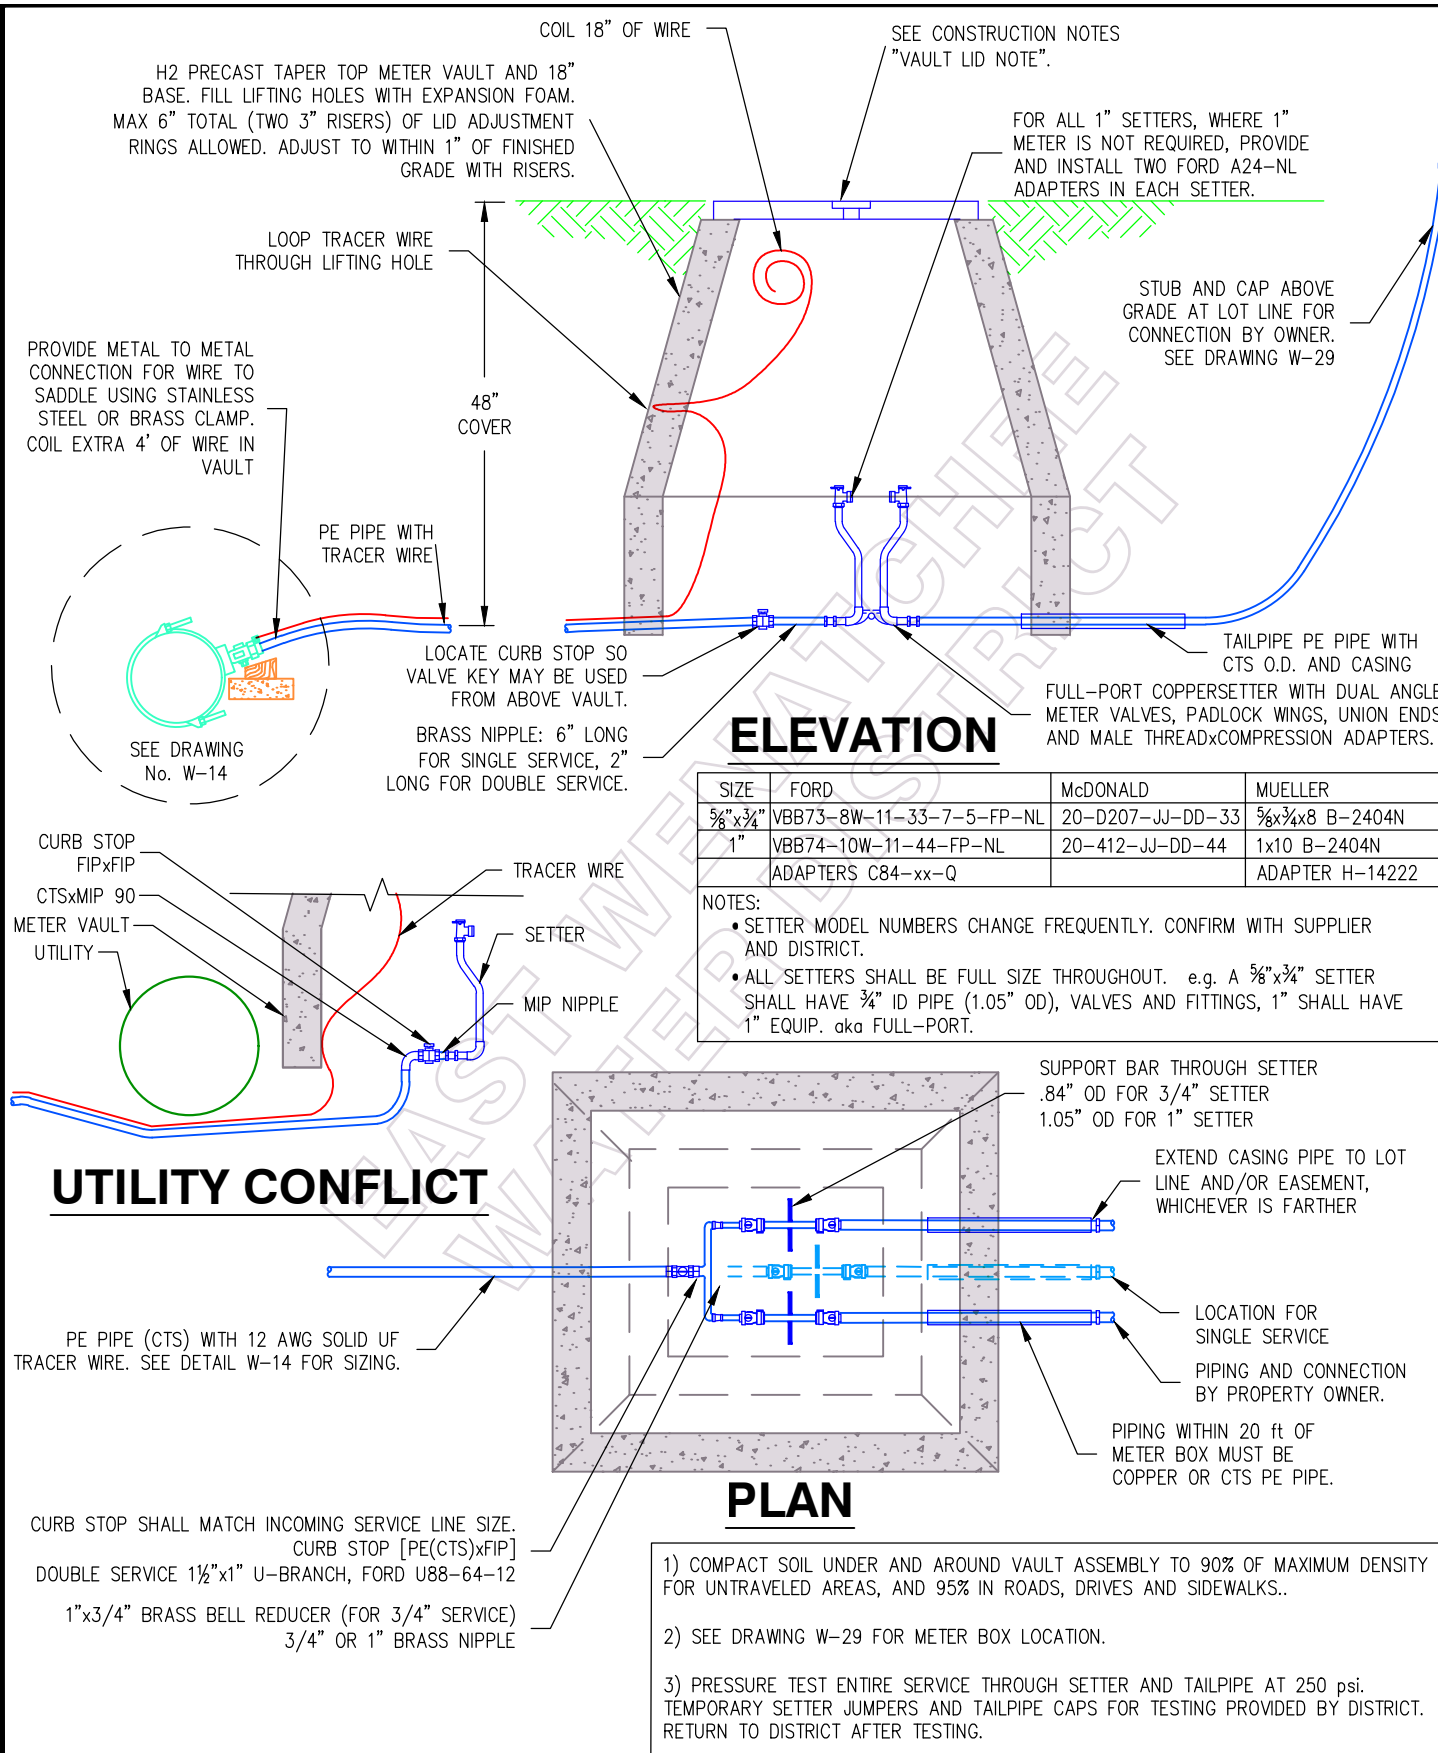 COIL 18" OF WIRE
SEE CONSTRUCTION NOTES
"VAULT LID NOTE".
H2 PRECAST TAPER TOP METER VAULT AND 18"
BASE. FILL LIFTING HOLES WITH EXPANSION FOAM.
MAX 6" TOTAL (TWO 3" RISERS) OF LID ADJUSTMENT
RINGS ALLOWED. ADJUST TO WITHIN 1" OF FINISHED
GRADE WITH RISERS.
FOR ALL 1" SETTERS, WHERE 1"
METER IS NOT REQUIRED, PROVIDE
AND INSTALL TWO FORD A24-NL
ADAPTERS IN EACH SETTER.
LOOP TRACER WIRE
THROUGH LIFTING HOLE
STUB AND CAP ABOVE
GRADE AT LOT LINE FOR
CONNECTION BY OWNER.
SEE DRAWING W-29
PROVIDE METAL TO METAL
CONNECTION FOR WIRE TO
SADDLE USING STAINLESS
STEEL OR BRASS CLAMP.
COIL EXTRA 4' OF WIRE IN
VAULT
48"
COVER
PE PIPE WITH
TRACER WIRE
SEE DRAWING
No. W-14
LOCATE CURB STOP SO
VALVE KEY MAY BE USED
FROM ABOVE VAULT.
BRASS NIPPLE: 6" LONG
FOR SINGLE SERVICE, 2"
LONG FOR DOUBLE SERVICE.
TAILPIPE PE PIPE WITH
CTS O.D. AND CASING
FULL-PORT COPPERSETTER WITH DUAL ANGLE
METER VALVES, PADLOCK WINGS, UNION ENDS
AND MALE THREADxCOMPRESSION ADAPTERS.
ELEVATION
SIZE FORD McDONALD MUELLER
⅝"x¾" VBB73-8W-11-33-7-5-FP-NL 20-D207-JJ-DD-33 ⅝x¾x8 B-2404N
1" VBB74-10W-11-44-FP-NL 20-412-JJ-DD-44 1x10 B-2404N
ADAPTERS C84-xx-Q ADAPTER H-14222
NOTES:
• SETTER MODEL NUMBERS CHANGE FREQUENTLY. CONFIRM WITH SUPPLIER
AND DISTRICT.
• ALL SETTERS SHALL BE FULL SIZE THROUGHOUT. e.g. A ⅝"x¾" SETTER
SHALL HAVE ¾" ID PIPE (1.05" OD), VALVES AND FITTINGS, 1" SHALL HAVE
1" EQUIP. aka FULL-PORT.
CURB STOP
FIPxFIP
CTSxMIP 90
METER VAULT
UTILITY
TRACER WIRE
SETTER
MIP NIPPLE
UTILITY CONFLICT
SUPPORT BAR THROUGH SETTER
.84" OD FOR 3/4" SETTER
1.05" OD FOR 1" SETTER
EXTEND CASING PIPE TO LOT
LINE AND/OR EASEMENT,
WHICHEVER IS FARTHER
LOCATION FOR
SINGLE SERVICE
PIPING AND CONNECTION
BY PROPERTY OWNER.
PIPING WITHIN 20 ft OF
METER BOX MUST BE
COPPER OR CTS PE PIPE.
PE PIPE (CTS) WITH 12 AWG SOLID UF
TRACER WIRE. SEE DETAIL W-14 FOR SIZING.
PLAN
CURB STOP SHALL MATCH INCOMING SERVICE LINE SIZE.
CURB STOP [PE(CTS)xFIP]
DOUBLE SERVICE 1½"x1" U-BRANCH, FORD U88-64-12
1"x3/4" BRASS BELL REDUCER (FOR 3/4" SERVICE)
3/4" OR 1" BRASS NIPPLE
1) COMPACT SOIL UNDER AND AROUND VAULT ASSEMBLY TO 90% OF MAXIMUM DENSITY
FOR UNTRAVELED AREAS, AND 95% IN ROADS, DRIVES AND SIDEWALKS..
2) SEE DRAWING W-29 FOR METER BOX LOCATION.
3) PRESSURE TEST ENTIRE SERVICE THROUGH SETTER AND TAILPIPE AT 250 psi.
TEMPORARY SETTER JUMPERS AND TAILPIPE CAPS FOR TESTING PROVIDED BY DISTRICT.
RETURN TO DISTRICT AFTER TESTING.
EAST WENATCHEE
WATER DISTRICT